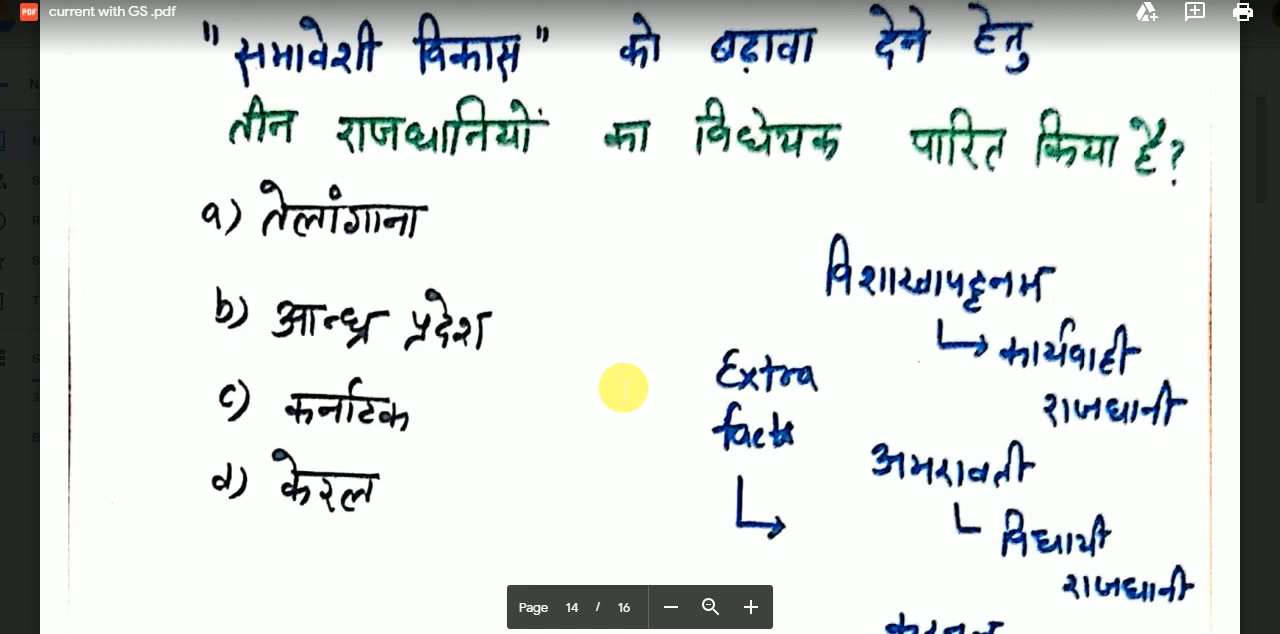 current with GS .pdf
"समावेशी विकास" को बढ़ावा देने हेतु
तीन राजधानियों का विधेयक पारित किया है?
a) तेलांगाना
b) आन्ध्र प्रदेश
c) कर्नाटक
d) केरल
Extra
facts
विशाखापट्टनम
कार्यवाही
राजधानी
अमरावती
विधायी
राजधानी
Page 14 / 16